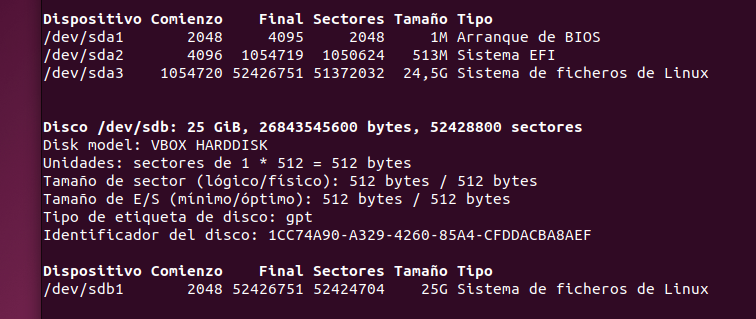 Dispositivo Comienzo    Final Sectores Tamaño Tipo
/dev/sda1       2048     4095     2048     1M Arranque de BIOS
/dev/sda2       4096  1054719  1050624   513M Sistema EFI
/dev/sda3    1054720 52426751 51372032  24,5G Sistema de ficheros de Linux
Disco /dev/sdb: 25 GiB, 26843545600 bytes, 52428800 sectores
Disk model: VBOX HARDDISK
Unidades: sectores de 1 * 512 = 512 bytes
Tamaño de sector (lógico/físico): 512 bytes / 512 bytes
Tamaño de E/S (mínimo/óptimo): 512 bytes / 512 bytes
Tipo de etiqueta de disco: gpt
Identificador del disco: 1CC74A90-A329-4260-85A4-CFDDACBA8AEF
Dispositivo Comienzo    Final Sectores Tamaño Tipo
/dev/sdb1       2048 52426751 52424704    25G Sistema de ficheros de Linux